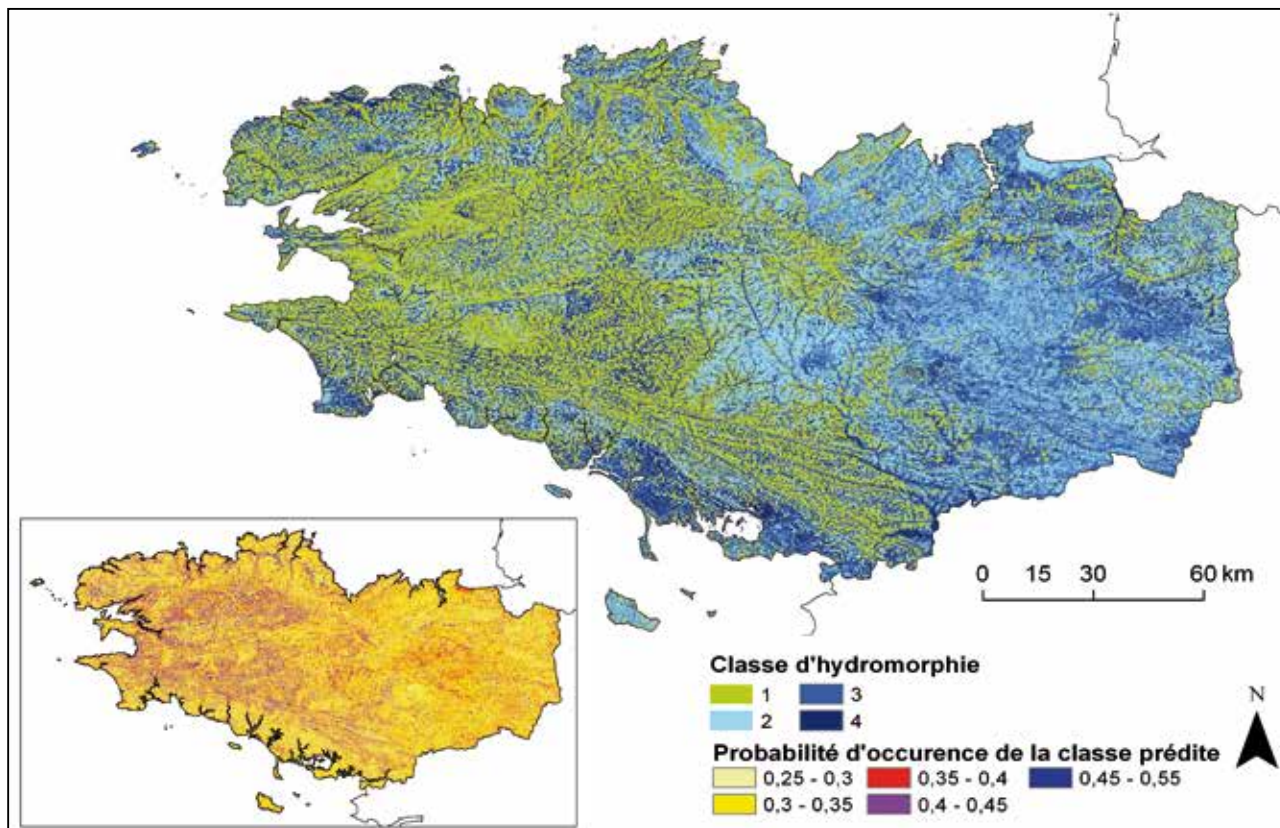 0 15 30 60 km
Classe d'hydromorphie
1 3
2 4
N
Probabilité d'occurence de la classe prédite
0,25 - 0,3 0,35 - 0,4 0,45 - 0,55
0,3 - 0,35 0,4 - 0,45